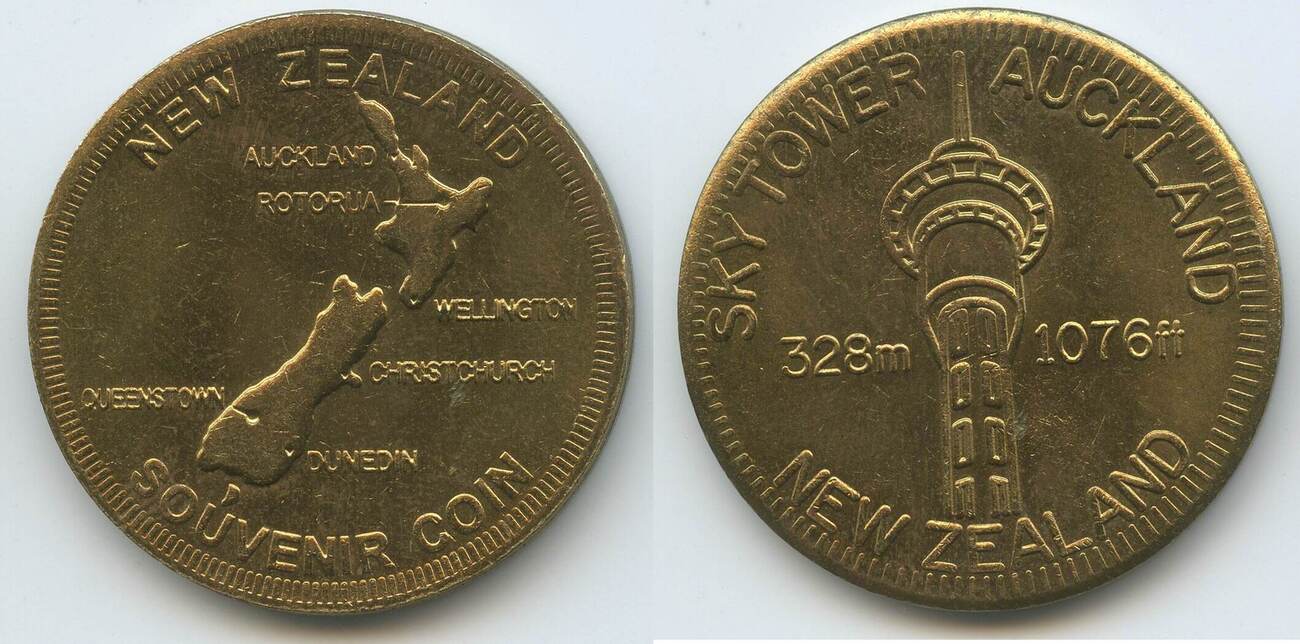 NEW ZEALAND
AUCKLAND
ROTORUA
WELLINGTON
CHRISTCHURCH
QUEENSTOWN
DUNEDIN
SOUVENIR COIN
SKY TOWER AUCKLAND
328m 1076ft
NEW ZEALAND